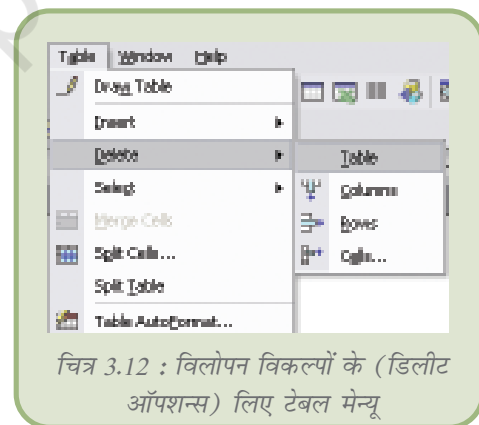 Table Window Help
Draw Table
Insert
Delete
Table
Select
Columns
Merge Cells
Rows
Split Cells...
Cells...
Split Table
Table AutoFormat...
चित्र 3.12 : विलोपन विकल्पों के (डिलीट
ऑपशन्स) लिए टेबल मेन्यू